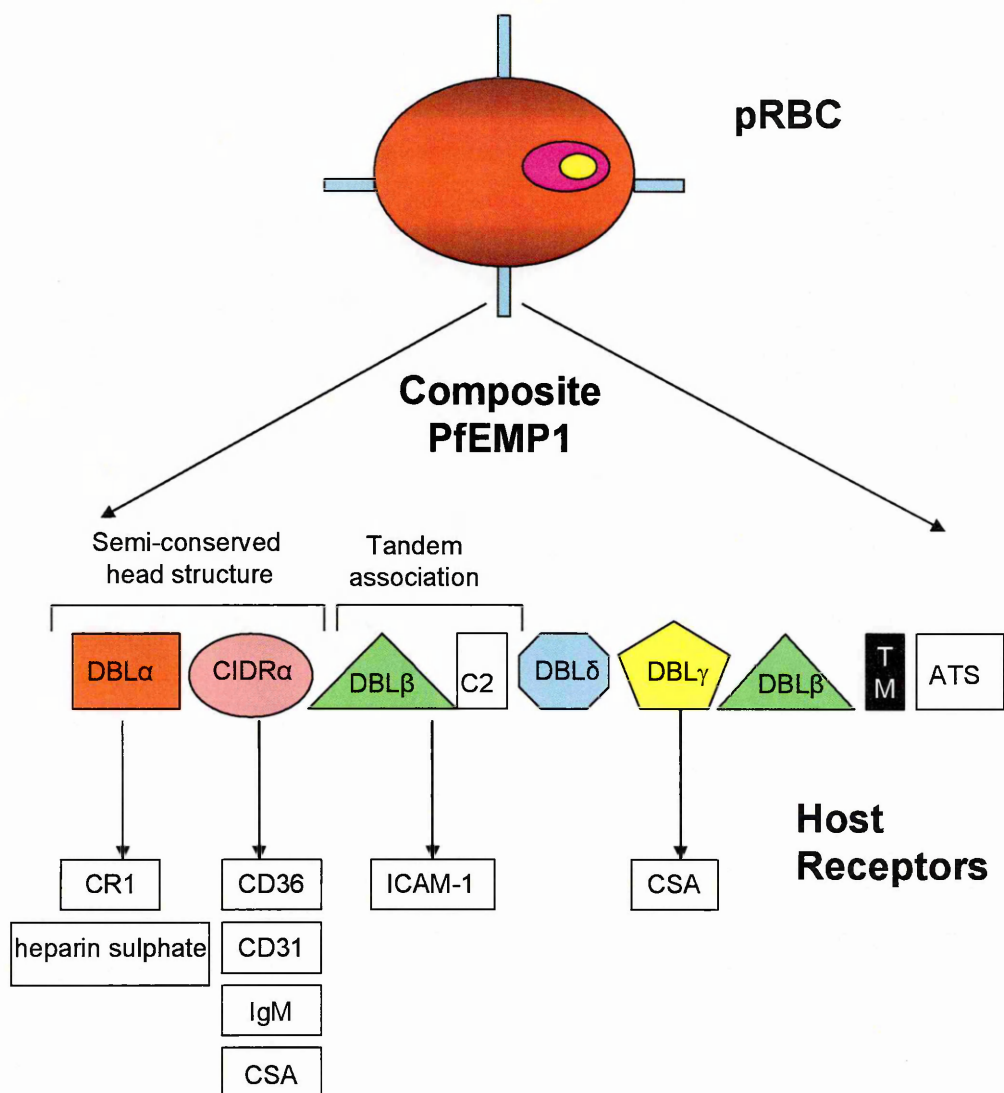 pRBC
Composite
PfEMP1
Semi-conserved
head structure
Tandem
association
DBLα
CIDRα
DBLβ
C2
DBLδ
DBLγ
DBLβ
T
M
ATS
Host
Receptors
CR1
CD36
ICAM-1
CSA
heparin sulphate
CD31
IgM
CSA